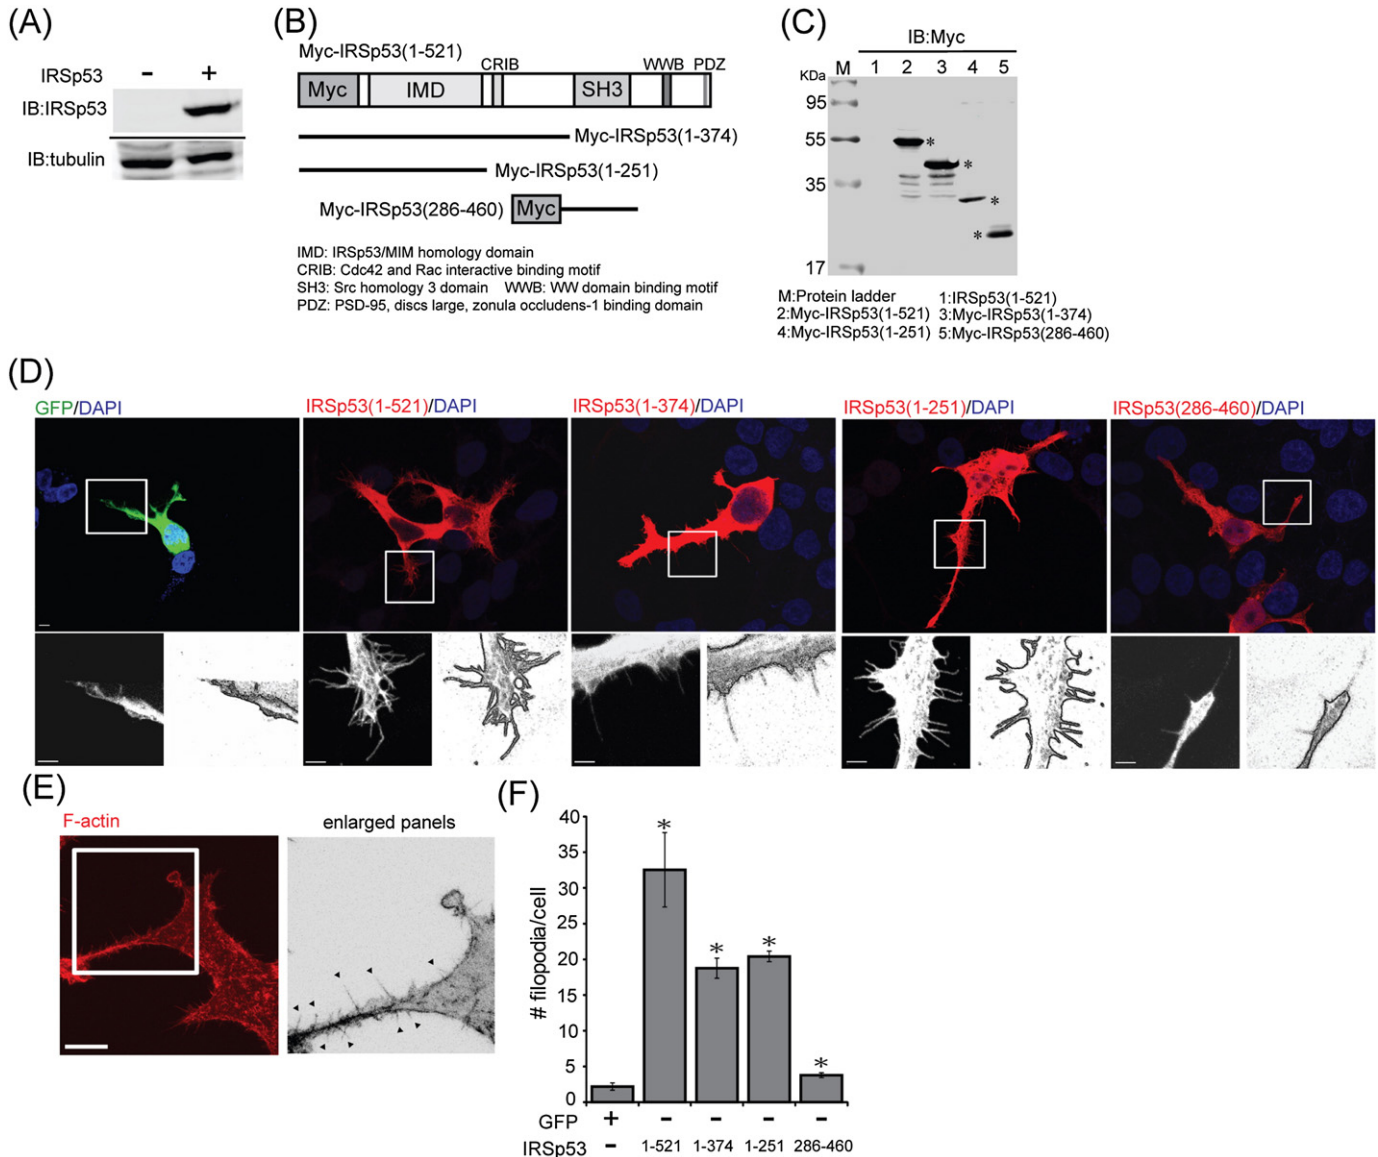 (A)
IRSp53 - +
IB:IRSp53
IB:tubulin
(B)
Myc-IRSp53(1-521)
CRIB WWB PDZ
Myc IMD SH3
Myc-IRSp53(1-374)
Myc-IRSp53(1-251)
Myc-IRSp53(286-460) Myc
IMD: IRSp53/MIM homology domain
CRIB: Cdc42 and Rac interactive binding motif
SH3: Src homology 3 domain WWB: WW domain binding motif
PDZ: PSD-95, discs large, zonula occludens-1 binding domain
(C)
IB:Myc
KDa M 1 2 3 4 5
95
55 *
*
35
*
*
17
M:Protein ladder 1:IRSp53(1-521)
2:Myc-IRSp53(1-521) 3:Myc-IRSp53(1-374)
4:Myc-IRSp53(1-251) 5:Myc-IRSp53(286-460)
(D)
GFP/DAPI
IRSp53(1-521)/DAPI
IRSp53(1-374)/DAPI
IRSp53(1-251)/DAPI
IRSp53(286-460)/DAPI
(E)
F-actin
enlarged panels
(F)
# filopodia/cell
40
35
30
25
20
15
10
5
0
* * * *
GFP + - - - -
IRSp53 - 1-521 1-374 1-251 286-460